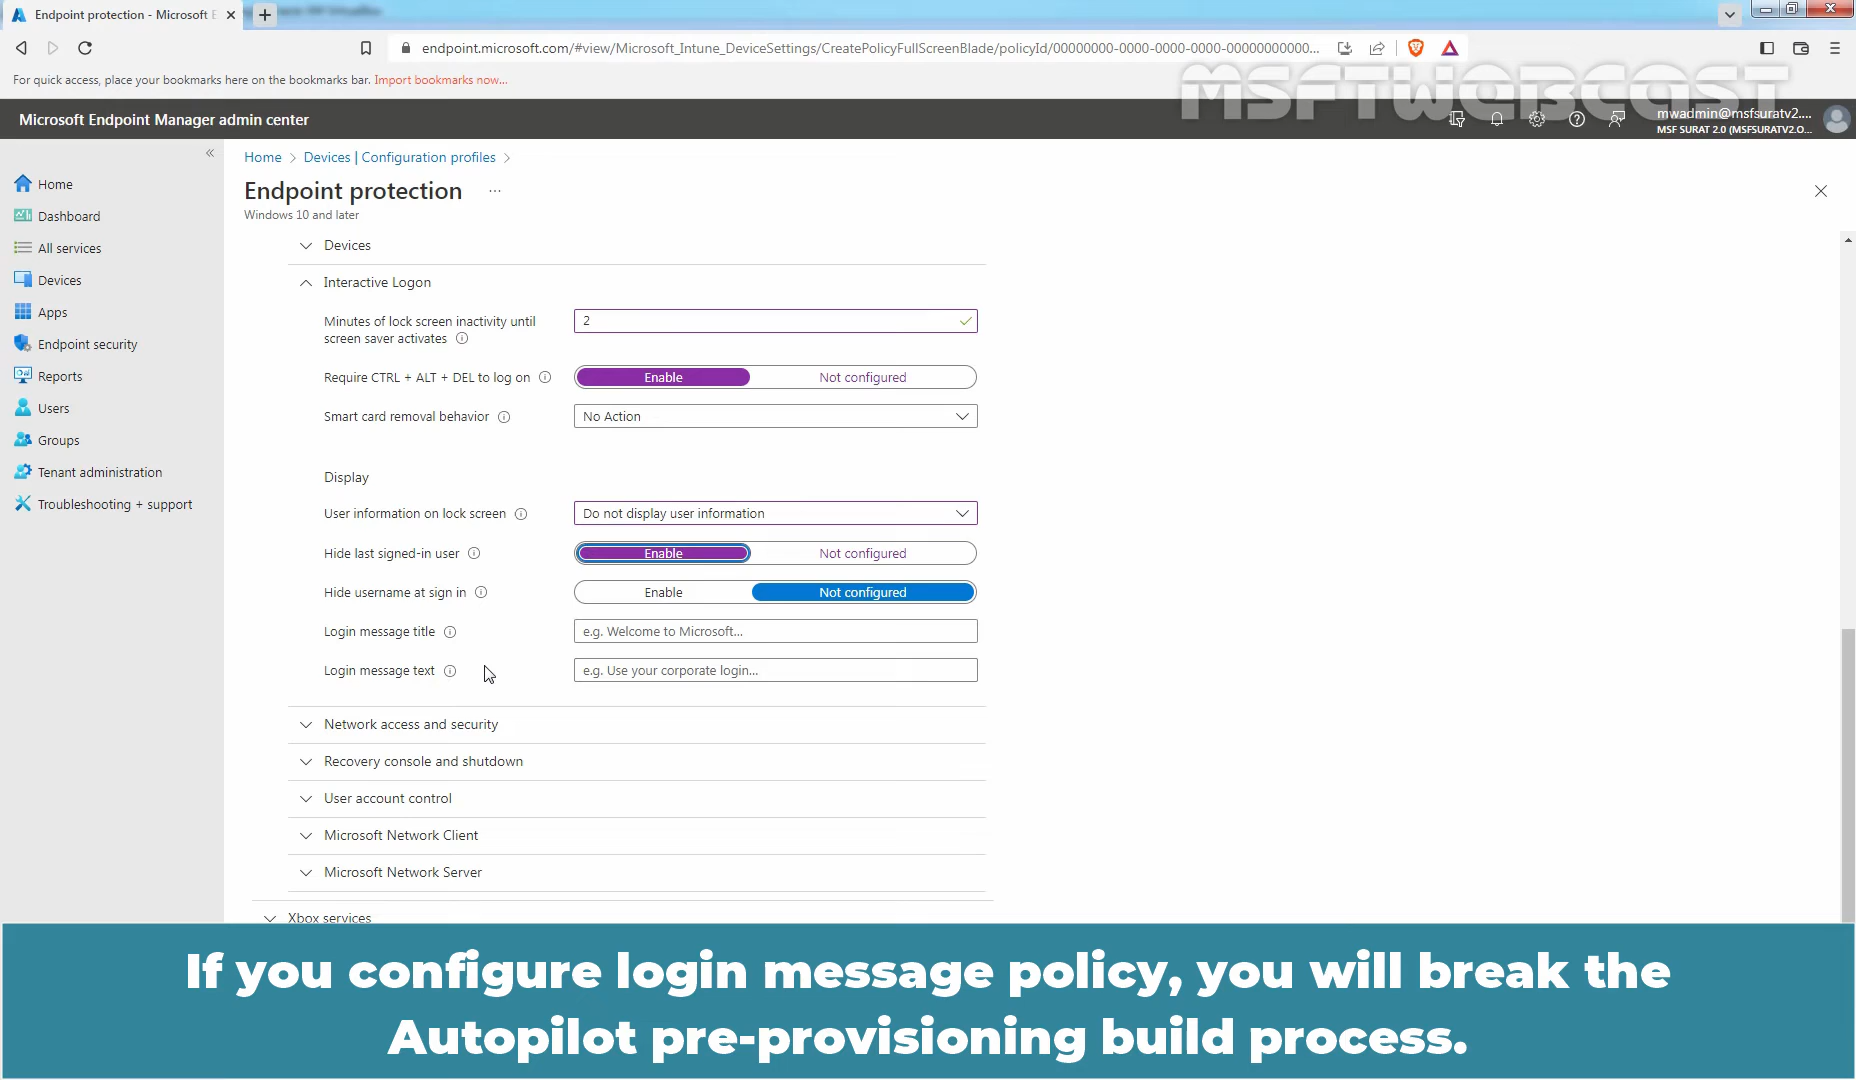 Endpoint protection - Microsoft E
endpoint.microsoft.com/#view/Microsoft_Intune_DeviceSettings/CreatePolicyFullScreenBlade/policyId/00000000-0000-0000-0000-00000000000...
For quick access, place your bookmarks here on the bookmarks bar. Import bookmarks now...
MSFTWEBCAST
Microsoft Endpoint Manager admin center
mwadmin@msfsuratv2....
MSF SURAT 2.0 (MSFSURATV2.O...
Home
Dashboard
All services
Devices
Apps
Endpoint security
Reports
Users
Groups
Tenant administration
Troubleshooting + support
Home > Devices | Configuration profiles >
Endpoint protection ...
Windows 10 and later
Devices
Interactive Logon
Minutes of lock screen inactivity until
screen saver activates
2
Require CTRL + ALT + DEL to log on
Enable Not configured
Smart card removal behavior
No Action
Display
User information on lock screen
Do not display user information
Hide last signed-in user
Enable Not configured
Hide username at sign in
Enable Not configured
Login message title
e.g. Welcome to Microsoft...
Login message text
e.g. Use your corporate login...
Network access and security
Recovery console and shutdown
User account control
Microsoft Network Client
Microsoft Network Server
Xbox services
If you configure login message policy, you will break the
Autopilot pre-provisioning build process.